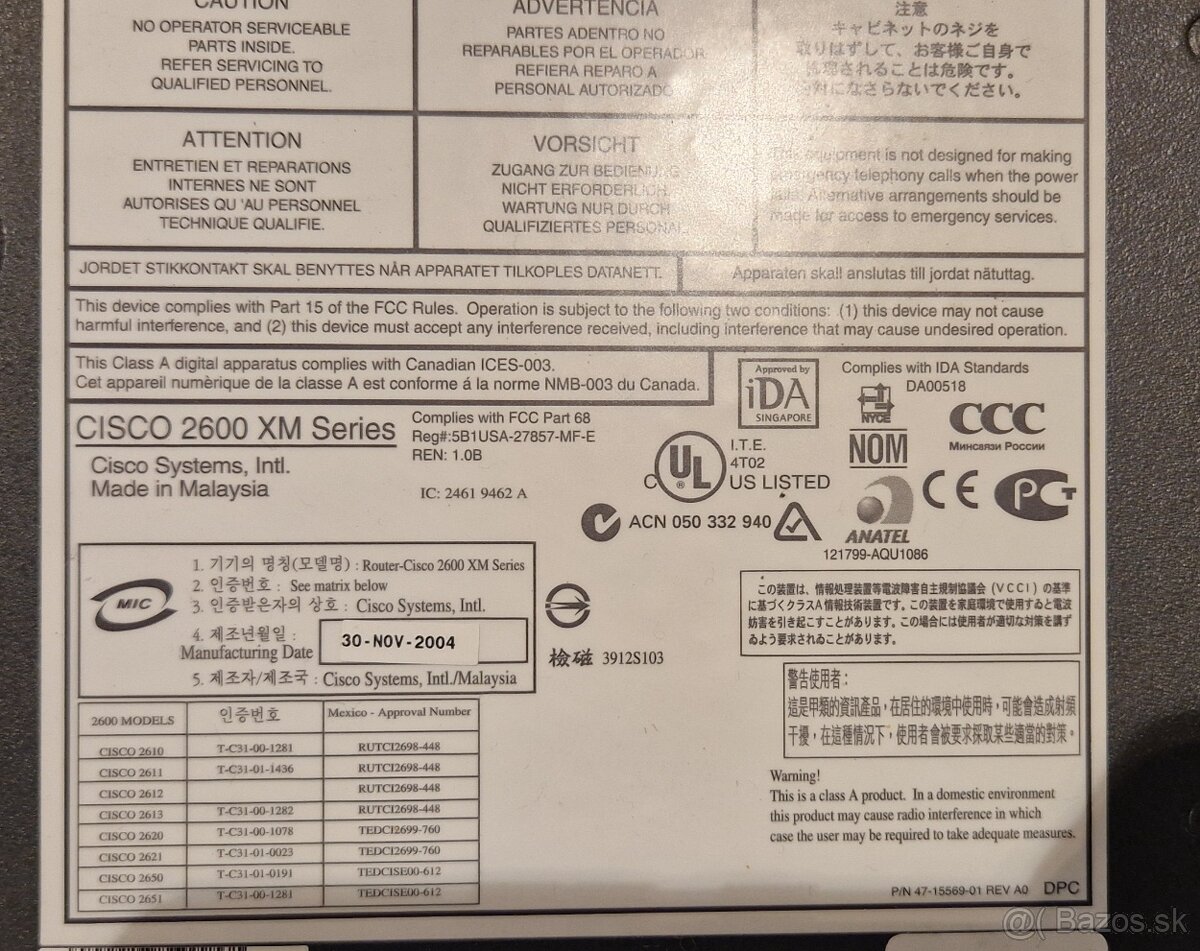 CAUTION
NO OPERATOR SERVICEABLE
PARTS INSIDE.
REFER SERVICING TO
QUALIFIED PERSONNEL.
ADVERTENCIA
PARTES ADENTRO NO
REPARABLES POR EL OPERADOR
REFIERA REPARO A
PERSONAL AUTORIZADO
注意
キャビネットのネジを
取りはずして、お客様ご自身で
修理されることは危険です。
絶対になさらないでください。
ATTENTION
ENTRETIEN ET REPARATIONS
INTERNES NE SONT
AUTORISES QU 'AU PERSONNEL
TECHNIQUE QUALIFIE.
VORSICHT
ZUGANG ZUR BEDIENUNG
NICHT ERFORDERLICH.
WARTUNG NUR DURCH
QUALIFIZIERTES PERSONAL
This equipment is not designed for making
emergency telephony calls when the power
fails. Alternative arrangements should be
made for access to emergency services.
JORDET STIKKONTAKT SKAL BENYTTES NÅR APPARATET TILKOPLES DATANETT.
Apparaten skall anslutas till jordat nätuttag.
This device complies with Part 15 of the FCC Rules. Operation is subject to the following two conditions: (1) this device may not cause
harmful interference, and (2) this device must accept any interference received, including interference that may cause undesired operation.
This Class A digital apparatus complies with Canadian ICES-003.
Cet appareil numèrique de la classe A est conforme á la norme NMB-003 du Canada.
Approved by
iDA
SINGAPORE
Complies with IDA Standards
DA00518
NYCE
CCC
Минсвязи России
CISCO 2600 XM Series
Cisco Systems, Intl.
Made in Malaysia
Complies with FCC Part 68
Reg#:5B1USA-27857-MF-E
REN: 1.0B
IC: 2461 9462 A
C UL ®
I.T.E.
4T02
US LISTED
NOM
CE
РСТ
ANATEL
121799-AQU1086
ACN 050 332 940
MIC
1. 기기의 명칭(모델명) : Router-Cisco 2600 XM Series
2. 인증번호 : See matrix below
3. 인증받은자의 상호 : Cisco Systems, Intl.
4. 제조년월일 :
Manufacturing Date
30-NOV-2004
5. 제조자/제조국 : Cisco Systems, Intl./Malaysia
檢磁 3912S103
この装置は、情報処理装置等電波障害自主規制協議会 (VCCI) の基準
に基づくクラスA情報技術装置です。この装置を家庭環境で使用すると電波
妨害を引き起こすことがあります。この場合には使用者が適切な対策を講ず
るよう要求されることがあります。
警告使用者：
這是甲類的資訊產品，在居住的環境中使用時，可能會造成射頻
干擾，在這種情況下，使用者會被要求採取某些適當的對策。
Warning!
This is a class A product. In a domestic environment
this product may cause radio interference in which
case the user may be required to take adequate measures.
2600 MODELS 인증번호 Mexico - Approval Number
CISCO 2610 T-C31-00-1281 RUTCI2698-448
CISCO 2611 T-C31-01-1436 RUTCI2698-448
CISCO 2612 RUTCI2698-448
CISCO 2613 T-C31-00-1282 RUTCI2698-448
CISCO 2620 T-C31-00-1078 TEDCI2699-760
CISCO 2621 T-C31-01-0023 TEDCI2699-760
CISCO 2650 T-C31-01-0191 TEDCISE00-612
CISCO 2651 T-C31-00-1281 TEDCISE00-612
P/N 47-15569-01 REV A0 DPC
@( Bazos.sk